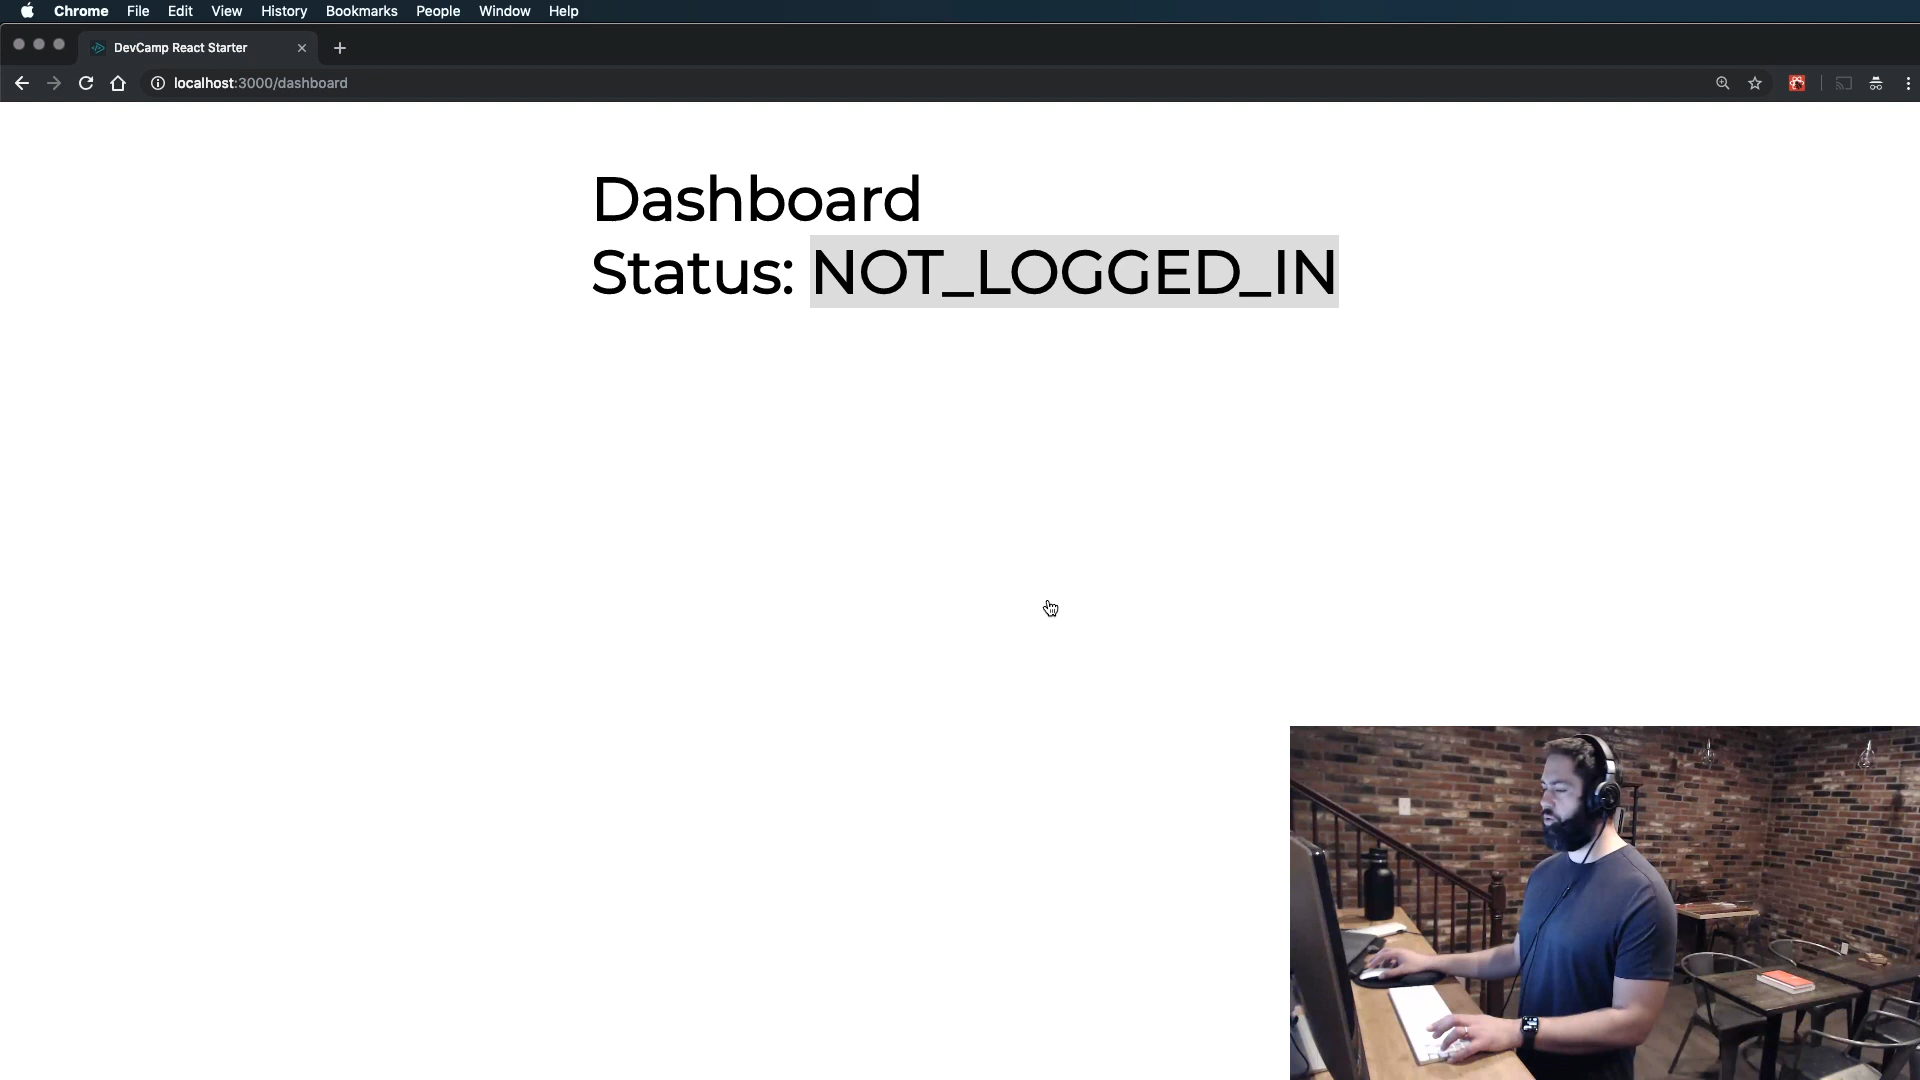 Chrome File Edit View History Bookmarks People Window Help
DevCamp React Starter
localhost:3000/dashboard
Dashboard
Status: NOT_LOGGED_IN